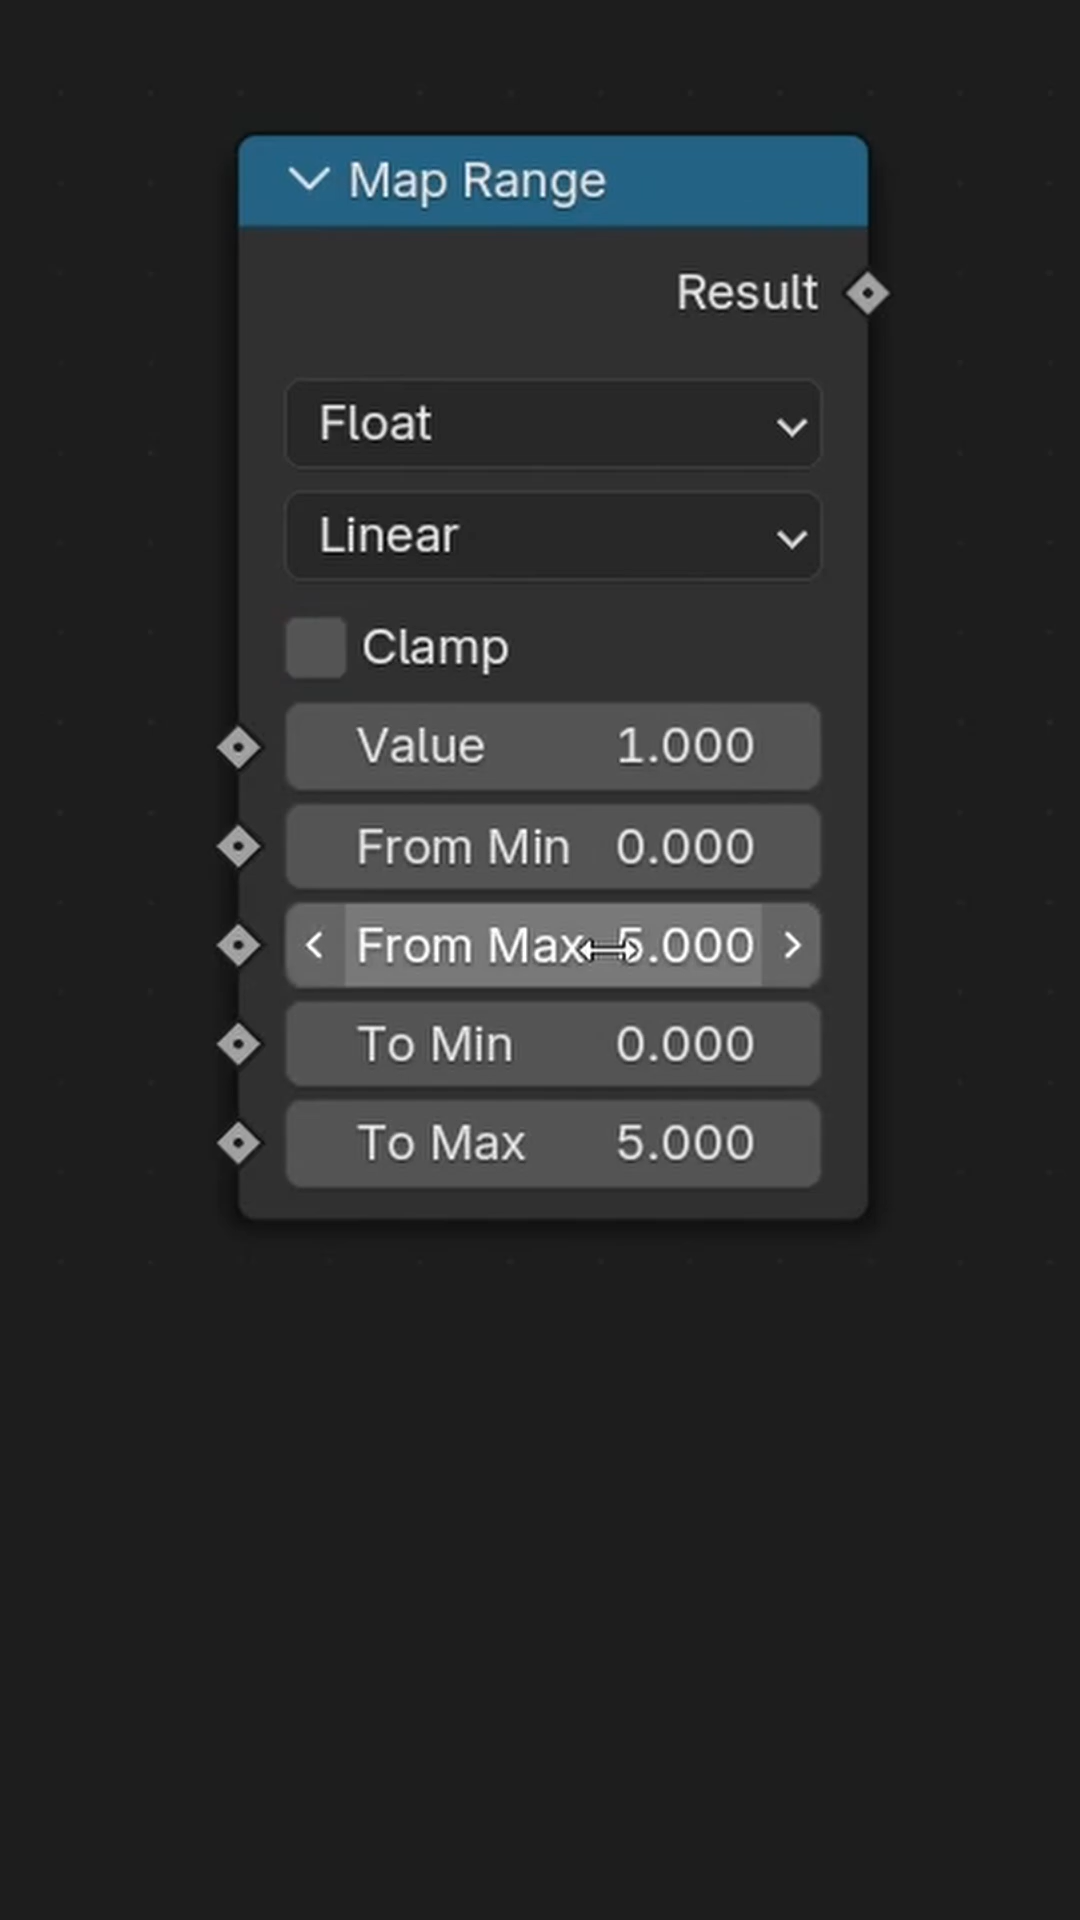 Map Range
Result
Float
Linear
Clamp
Value 1.000
From Min 0.000
From Max 5.000
To Min 0.000
To Max 5.000